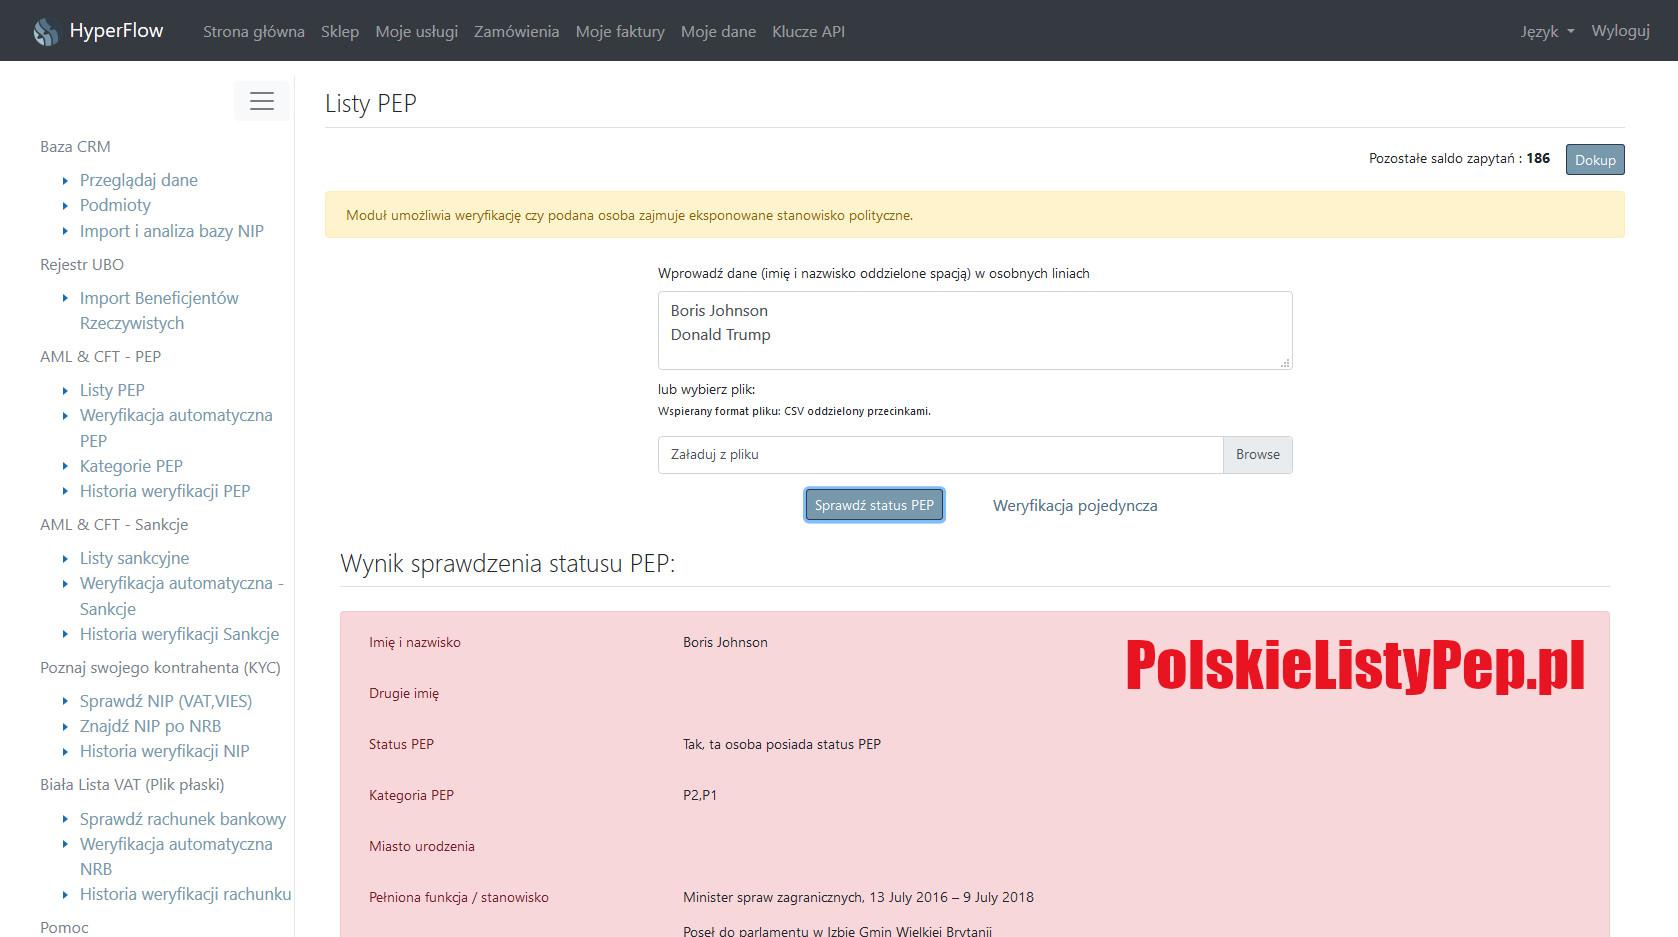 HyperFlow
Strona główna
Sklep
Moje usługi
Zamówienia
Moje faktury
Moje dane
Klucze API
Język
Wyloguj
Baza CRM
Przeglądaj dane
Podmioty
Import i analiza bazy NIP
Rejestr UBO
Import Beneficjentów
Rzeczywistych
AML & CFT - PEP
Listy PEP
Weryfikacja automatyczna
PEP
Kategorie PEP
Historia weryfikacji PEP
AML & CFT - Sankcje
Listy sankcyjne
Weryfikacja automatyczna -
Sankcje
Historia weryfikacji Sankcje
Poznaj swojego kontrahenta (KYC)
Sprawdź NIP (VAT,VIES)
Znajdź NIP po NRB
Historia weryfikacji NIP
Biała Lista VAT (Plik płaski)
Sprawdź rachunek bankowy
Weryfikacja automatyczna
NRB
Historia weryfikacji rachunku
Pomoc
Listy PEP
Pozostałe saldo zapytań : 186
Dokup
Moduł umożliwia weryfikację czy podana osoba zajmuje eksponowane stanowisko polityczne.
Wprowadź dane (imię i nazwisko oddzielone spacją) w osobnych liniach
Boris Johnson
Donald Trump
lub wybierz plik:
Wspierany format pliku: CSV oddzielony przecinkami.
Załaduj z pliku
Browse
Sprawdź status PEP
Weryfikacja pojedyncza
Wynik sprawdzenia statusu PEP:
PolskieListyPep.pl
Imię i nazwisko Boris Johnson
Drugie imię
Status PEP Tak, ta osoba posiada status PEP
Kategoria PEP P2,P1
Miasto urodzenia
Pełniona funkcja / stanowisko Minister spraw zagranicznych, 13 July 2016 – 9 July 2018
Poseł do parlamentu w Izbie Gmin Wielkiej Brytanii